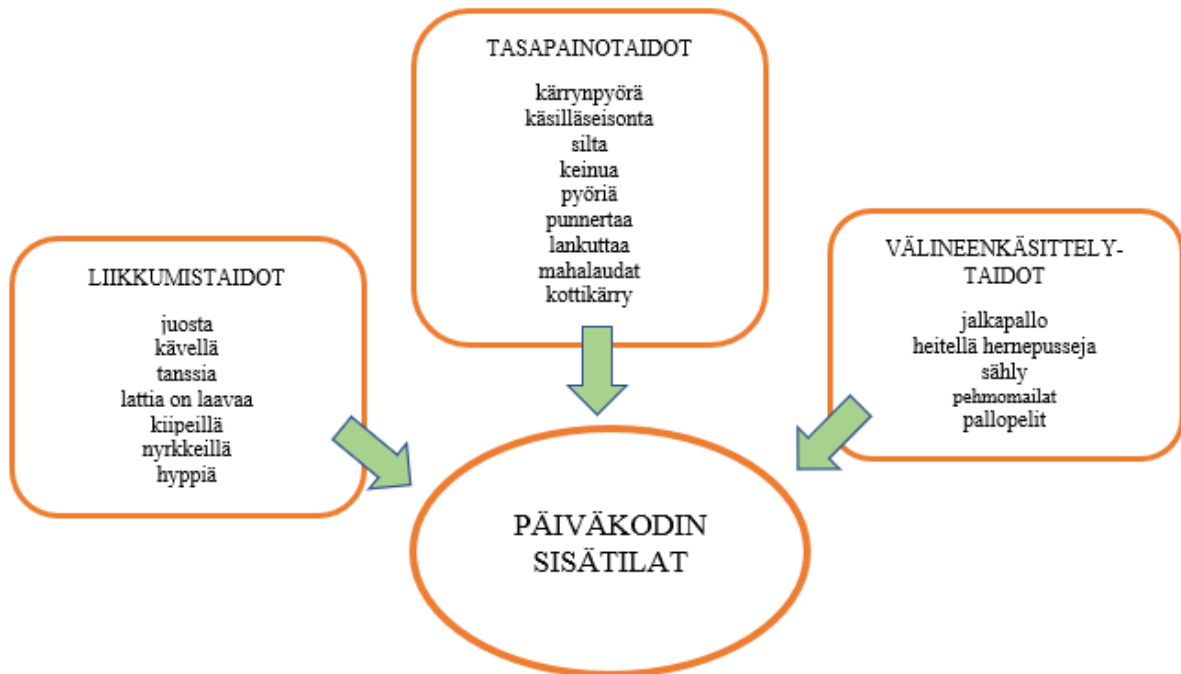 TASAPAINOTAIDOT
kärrynpyörä
käsilläseisonta
silta
keinua
pyöriä
punnertaa
lankuttaa
mahalaudat
kottikärry
LIIKKUMISTAIDOT
juosta
kävellä
tanssia
lattia on laavaa
kiipeillä
nyrkkeillä
hyppiä
VÄLINEENKÄSITTELY-
TAIDOT
jalkapallo
heitellä hernepusseja
sähly
pehmomailat
pallopelit
PÄIVÄKODIN
SISÄTILAT